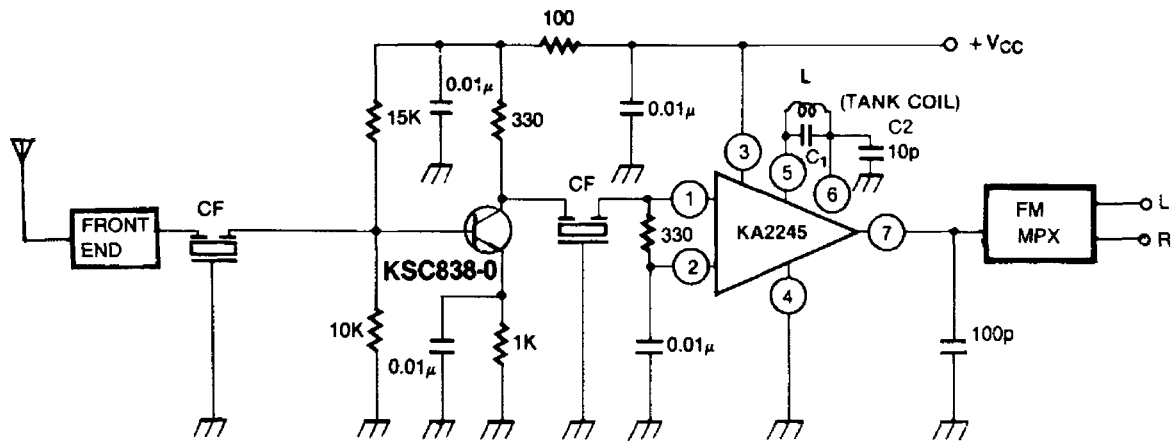 100
+ VCC
0.01μ
15K
330
0.01μ
L
(TANK COIL)
C2
10p
C1
3
5
6
CF
FRONT
END
CF
1
330
2
KA2245
7
FM
MPX
L
R
KSC838-0
4
10K
0.01μ
1K
0.01μ
100p